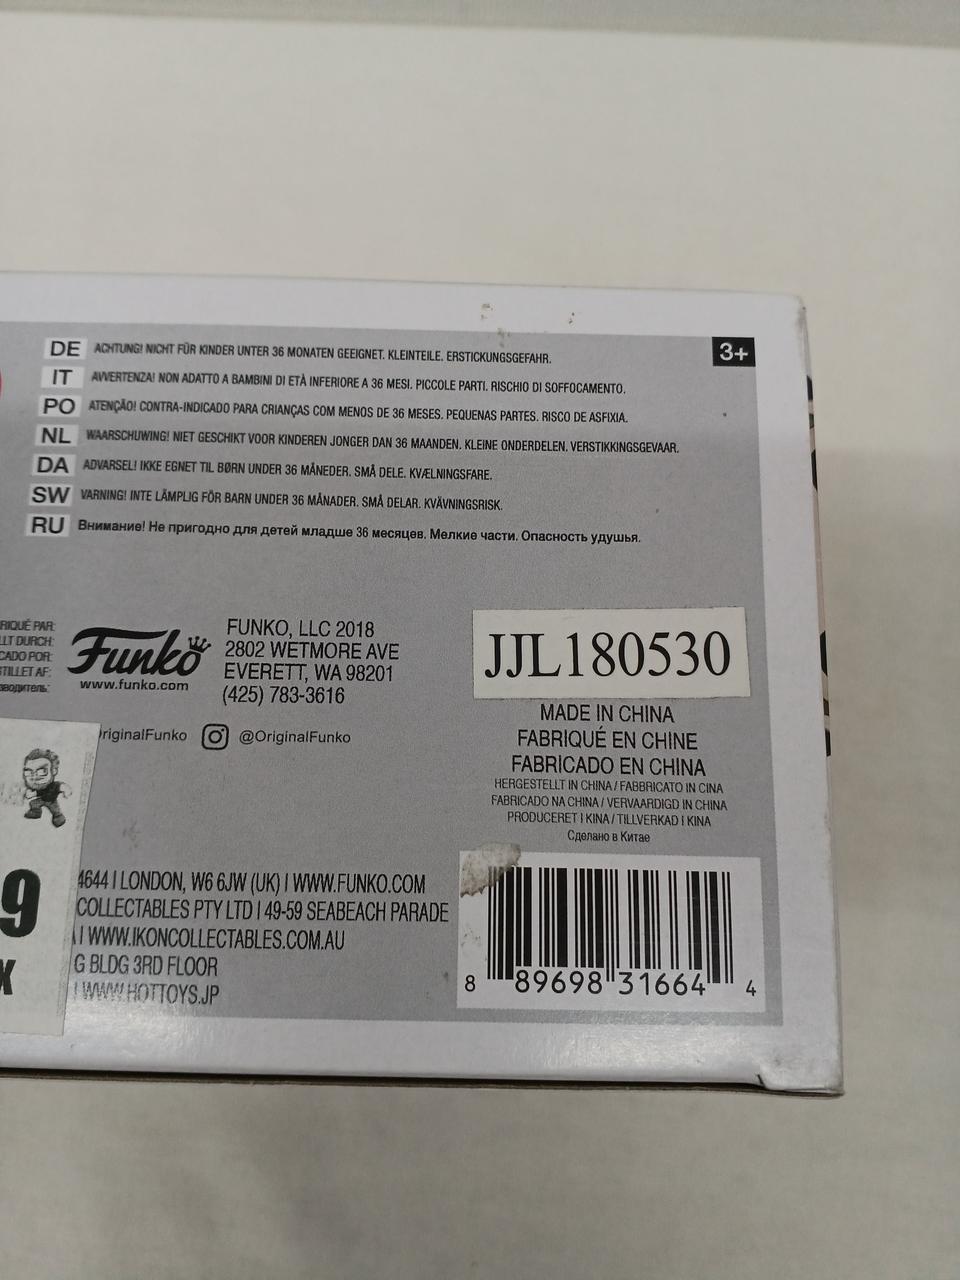 DE ACHTUNG! NICHT FÜR KINDER UNTER 36 MONATEN GEEIGNET. KLEINTEILE. ERSTICKUNGSGEFAHR.
3+
IT AVVERTENZA! NON ADATTO A BAMBINI DI ETÀ INFERIORE A 36 MESI. PICCOLE PARTI. RISCHIO DI SOFFOCAMENTO.
PO ATENÇÃO! CONTRA-INDICADO PARA CRIANÇAS COM MENOS DE 36 MESES. PEQUENAS PARTES. RISCO DE ASFIXIA.
NL WAARSCHUWING! NIET GESCHIKT VOOR KINDEREN JONGER DAN 36 MAANDEN. KLEINE ONDERDELEN. VERSTIKKINGSGEVAAR.
DA ADVARSEL! IKKE EGNET TIL BØRN UNDER 36 MÅNEDER. SMÅ DELE. KVÆLNINGSFARE.
SW VARNING! INTE LÄMPLIG FÖR BARN UNDER 36 MÅNADER. SMÅ DELAR. KVÄVNINGSRISK.
RU Внимание! Не пригодно для детей младше 36 месяцев. Мелкие части. Опасность удушья.
RIQUÉ PAR:
LLT DURCH:
CADO POR:
TILLET AF:
зводитель:
Funko
www.funko.com
FUNKO, LLC 2018
2802 WETMORE AVE
EVERETT, WA 98201
(425) 783-3616
riginalFunko @OriginalFunko
JJL180530
MADE IN CHINA
FABRIQUÉ EN CHINE
FABRICADO EN CHINA
HERGESTELLT IN CHINA / FABBRICATO IN CINA
FABRICADO NA CHINA / VERVAARDIGD IN CHINA
PRODUCERET I KINA / TILLVERKAD I KINA
Сделано в Китае
9
X
4644 | LONDON, W6 6JW (UK) | WWW.FUNKO.COM
COLLECTABLES PTY LTD | 49-59 SEABEACH PARADE
| WWW.IKONCOLLECTABLES.COM.AU
G BLDG 3RD FLOOR
| WWW.HOTTOYS.JP
8 89698 31664 4